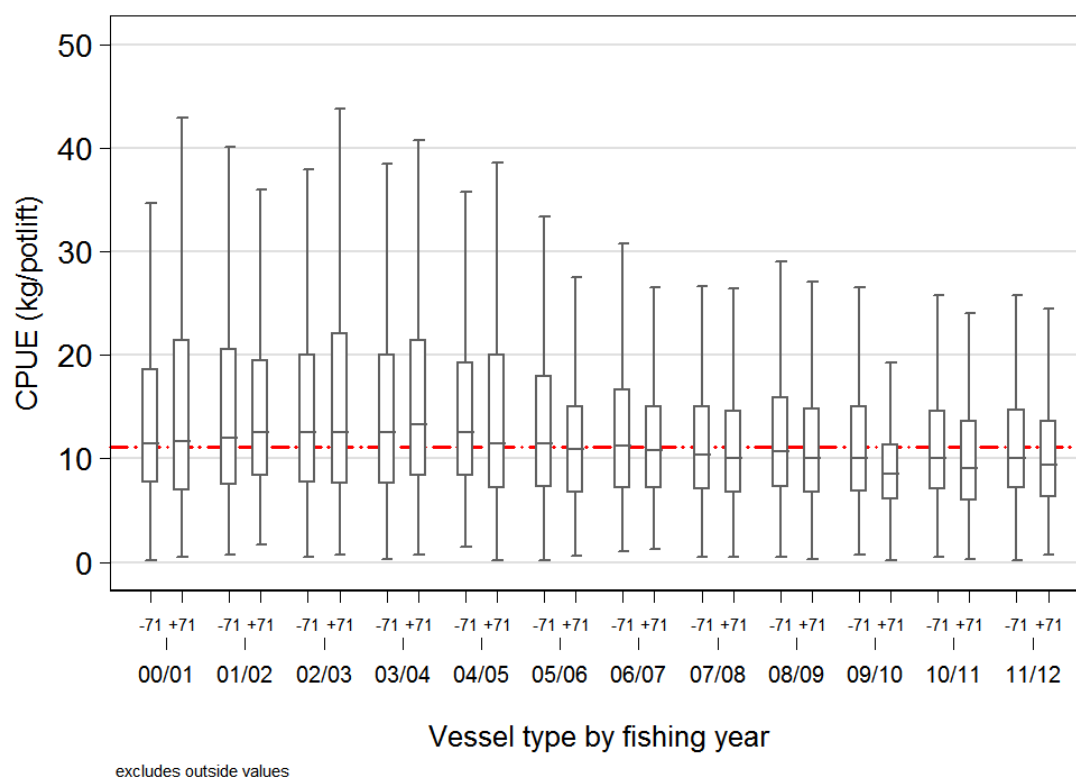 50
40
30
20
10
0
CPUE (kg/potlift)
-71 +71 -71 +71 -71 +71 -71 +71 -71 +71 -71 +71 -71 +71 -71 +71 -71 +71 -71 +71 -71 +71 -71 +71
00/01 01/02 02/03 03/04 04/05 05/06 06/07 07/08 08/09 09/10 10/11 11/12
Vessel type by fishing year
excludes outside values